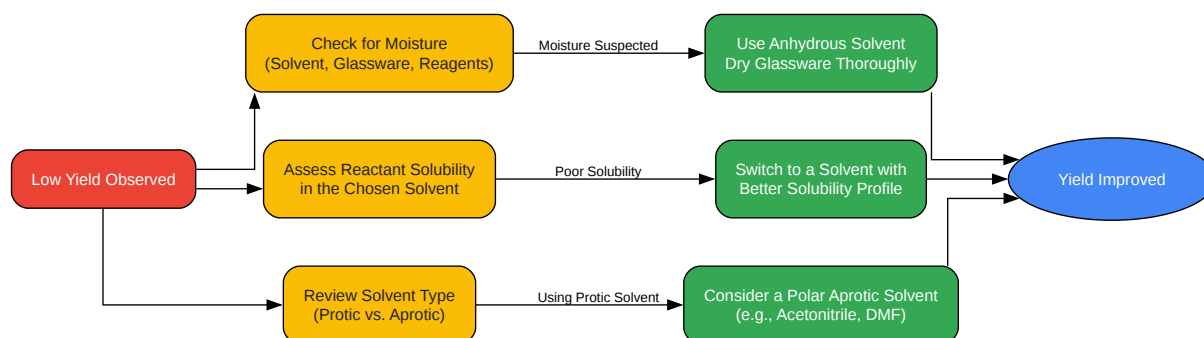 Check for Moisture
(Solvent, Glassware, Reagents)
Moisture Suspected
Use Anhydrous Solvent
Dry Glassware Thoroughly
Low Yield Observed
Assess Reactant Solubility
in the Chosen Solvent
Poor Solubility
Switch to a Solvent with
Better Solubility Profile
Yield Improved
Review Solvent Type
(Protic vs. Aprotic)
Using Protic Solvent
Consider a Polar Aprotic Solvent
(e.g., Acetonitrile, DMF)